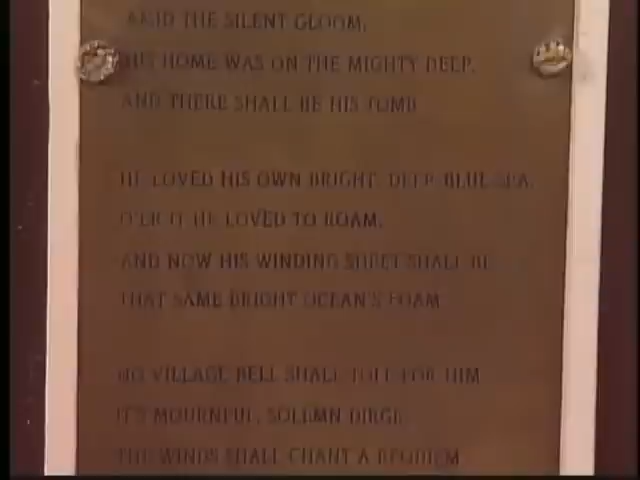 AMID THE SILENT GLOOM,
HIS HOME WAS ON THE MIGHTY DEEP,
AND THERE SHALL BE HIS TOMB
HE LOVED HIS OWN BRIGHT, DEEP BLUE SEA
O'ER IT HE LOVED TO ROAM,
AND NOW HIS WINDING SHEET SHALL BE
THAT SAME BRIGHT OCEAN'S FOAM
NO VILLAGE BELL SHALL TOLL FOR HIM
IT'S MOURNFUL, SOLEMN DIRGE
THE WINDS SHALL CHANT A REQUIEM